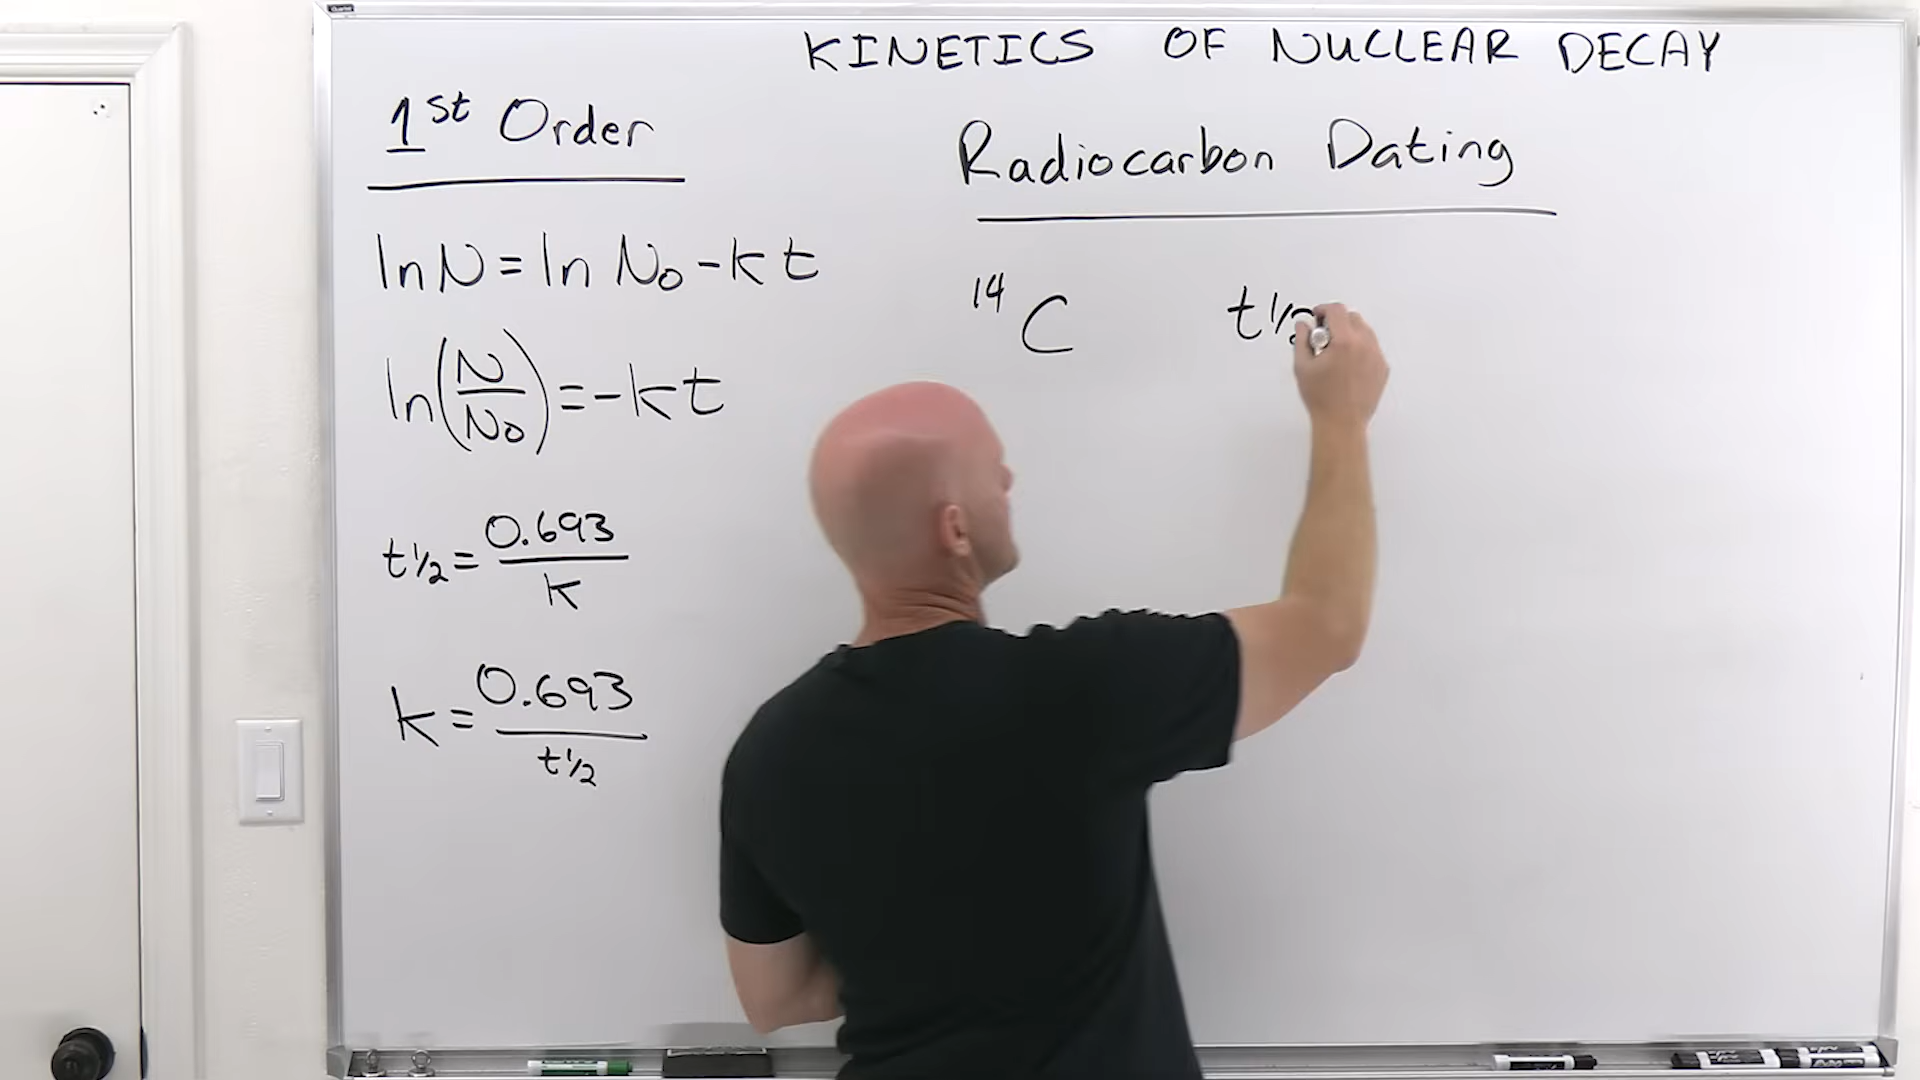 KINETICS OF NUCLEAR DECAY
1st Order
ln N = ln N₀ - kt
ln(N/N₀) = -kt
t½ = 0.693/k
k = 0.693/t½
Radiocarbon Dating
¹⁴C t½